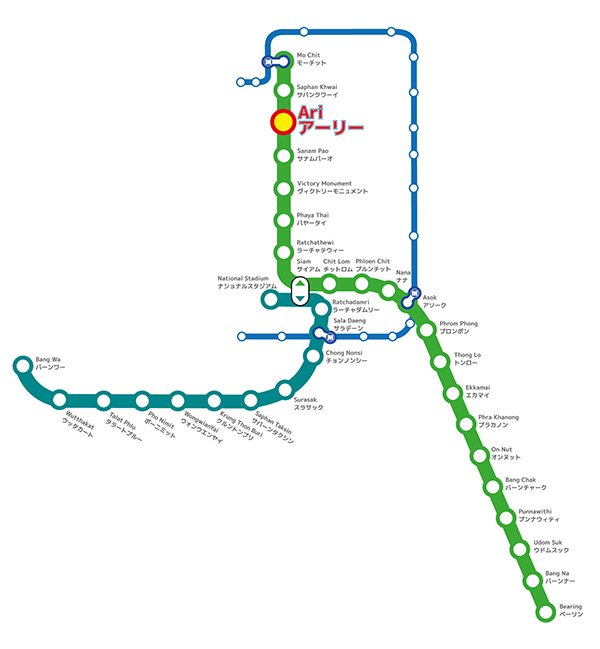 Mo Chit
モーチット
Saphan Khwai
サパンクワーイ
Ari
アーリー
Sanam Pao
サナムパーオ
Victory Monument
ヴィクトリーモニュメント
Phaya Thai
パヤータイ
Ratchathewi
ラーチャテウィー
Siam
サイアム
Chit Lom
チットロム
Phloen Chit
プルンチット
Nana
ナナ
Asok
アソーク
National Stadium
ナショナルスタジアム
Ratchadamri
ラーチャダムリー
Sala Daeng
サラデーン
Chong Nonsi
チョンノンシー
Surasak
スラサック
Saphan Taksin
サパーンタクシン
Krung Thon Buri
クルントンブリ
Wongwianyai
ウォンウエンヤイ
Pho Nimit
ポーニミット
Talat Phlu
タラートプルー
Wutthakat
ウッタカート
Bang Wa
バーンワー
Phrom Phong
プロンポン
Thong Lo
トンロー
Ekkamai
エカマイ
Phra Khanong
プラカノン
On Nut
オンヌット
Bang Chak
バーンチャーク
Punnawithi
プンナウィティ
Udom Suk
ウドムスック
Bang Na
バーンナー
Bearing
ベーリン